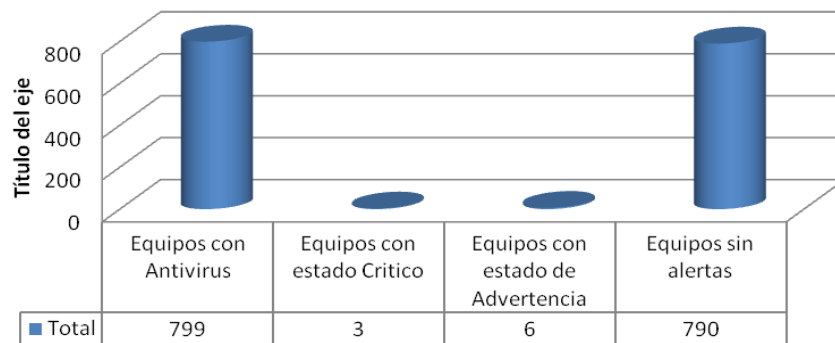 Título del eje
800
600
400
200
0
Equipos con
Antivirus
Equipos con
estado Critico
Equipos con
estado de
Advertencia
Equipos sin
alertas
Total 799 3 6 790